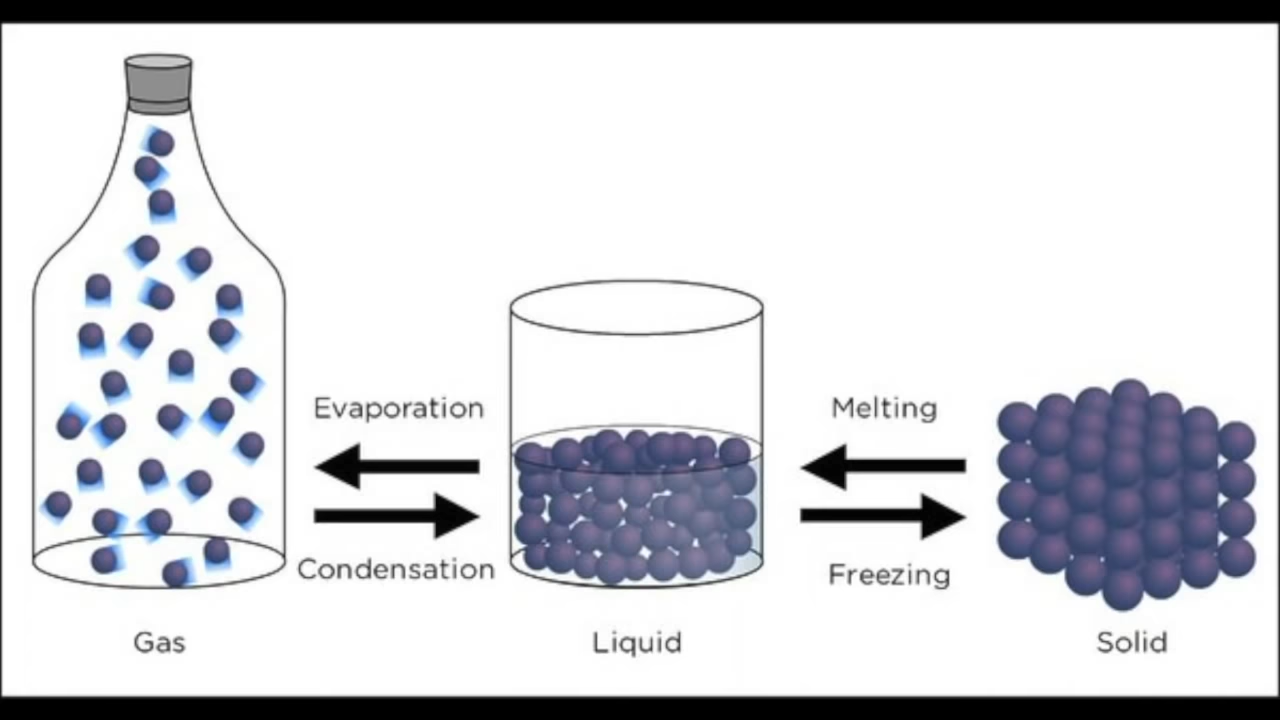 Evaporation
Condensation
Melting
Freezing
Gas
Liquid
Solid